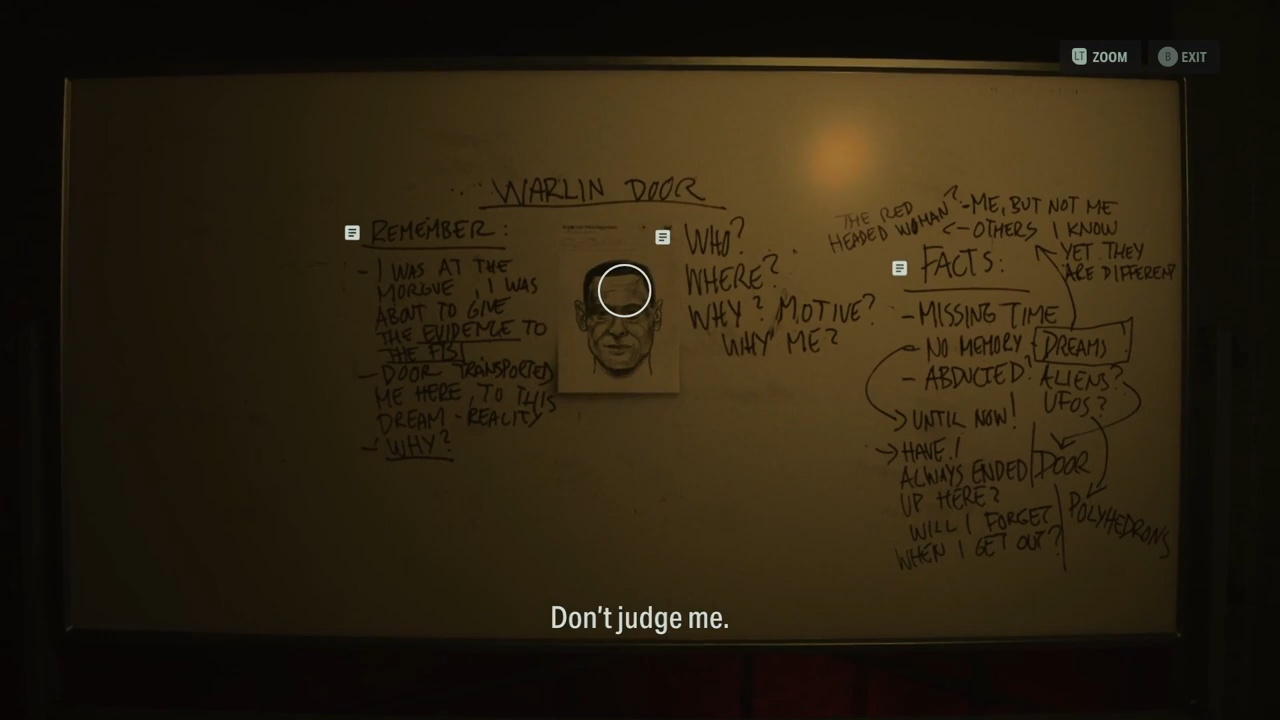 LT ZOOM
B EXIT
WARLIN DOOR
REMEMBER:
- I WAS AT THE
MORGUE, I WAS
ABOUT TO GIVE
THE EVIDENCE TO
THE FBI
- DOOR TRANSPORTED
ME HERE, TO THIS
DREAM-REALITY
- WHY?
WHO?
WHERE?
WHY? MOTIVE?
WHY ME?
THE RED
HEADED WOMAN?
- ME, BUT NOT ME
<- OTHERS I KNOW
YET THEY
ARE DIFFERENT
FACTS:
- MISSING TIME
- NO MEMORY - DREAMS
- ABDUCTED? ALIENS?
UFOS?
UNTIL NOW!
HAVE I
ALWAYS ENDED
UP HERE?
WILL I FORGET
WHEN I GET OUT?
DOOR
POLYHEDRONS
Don't judge me.